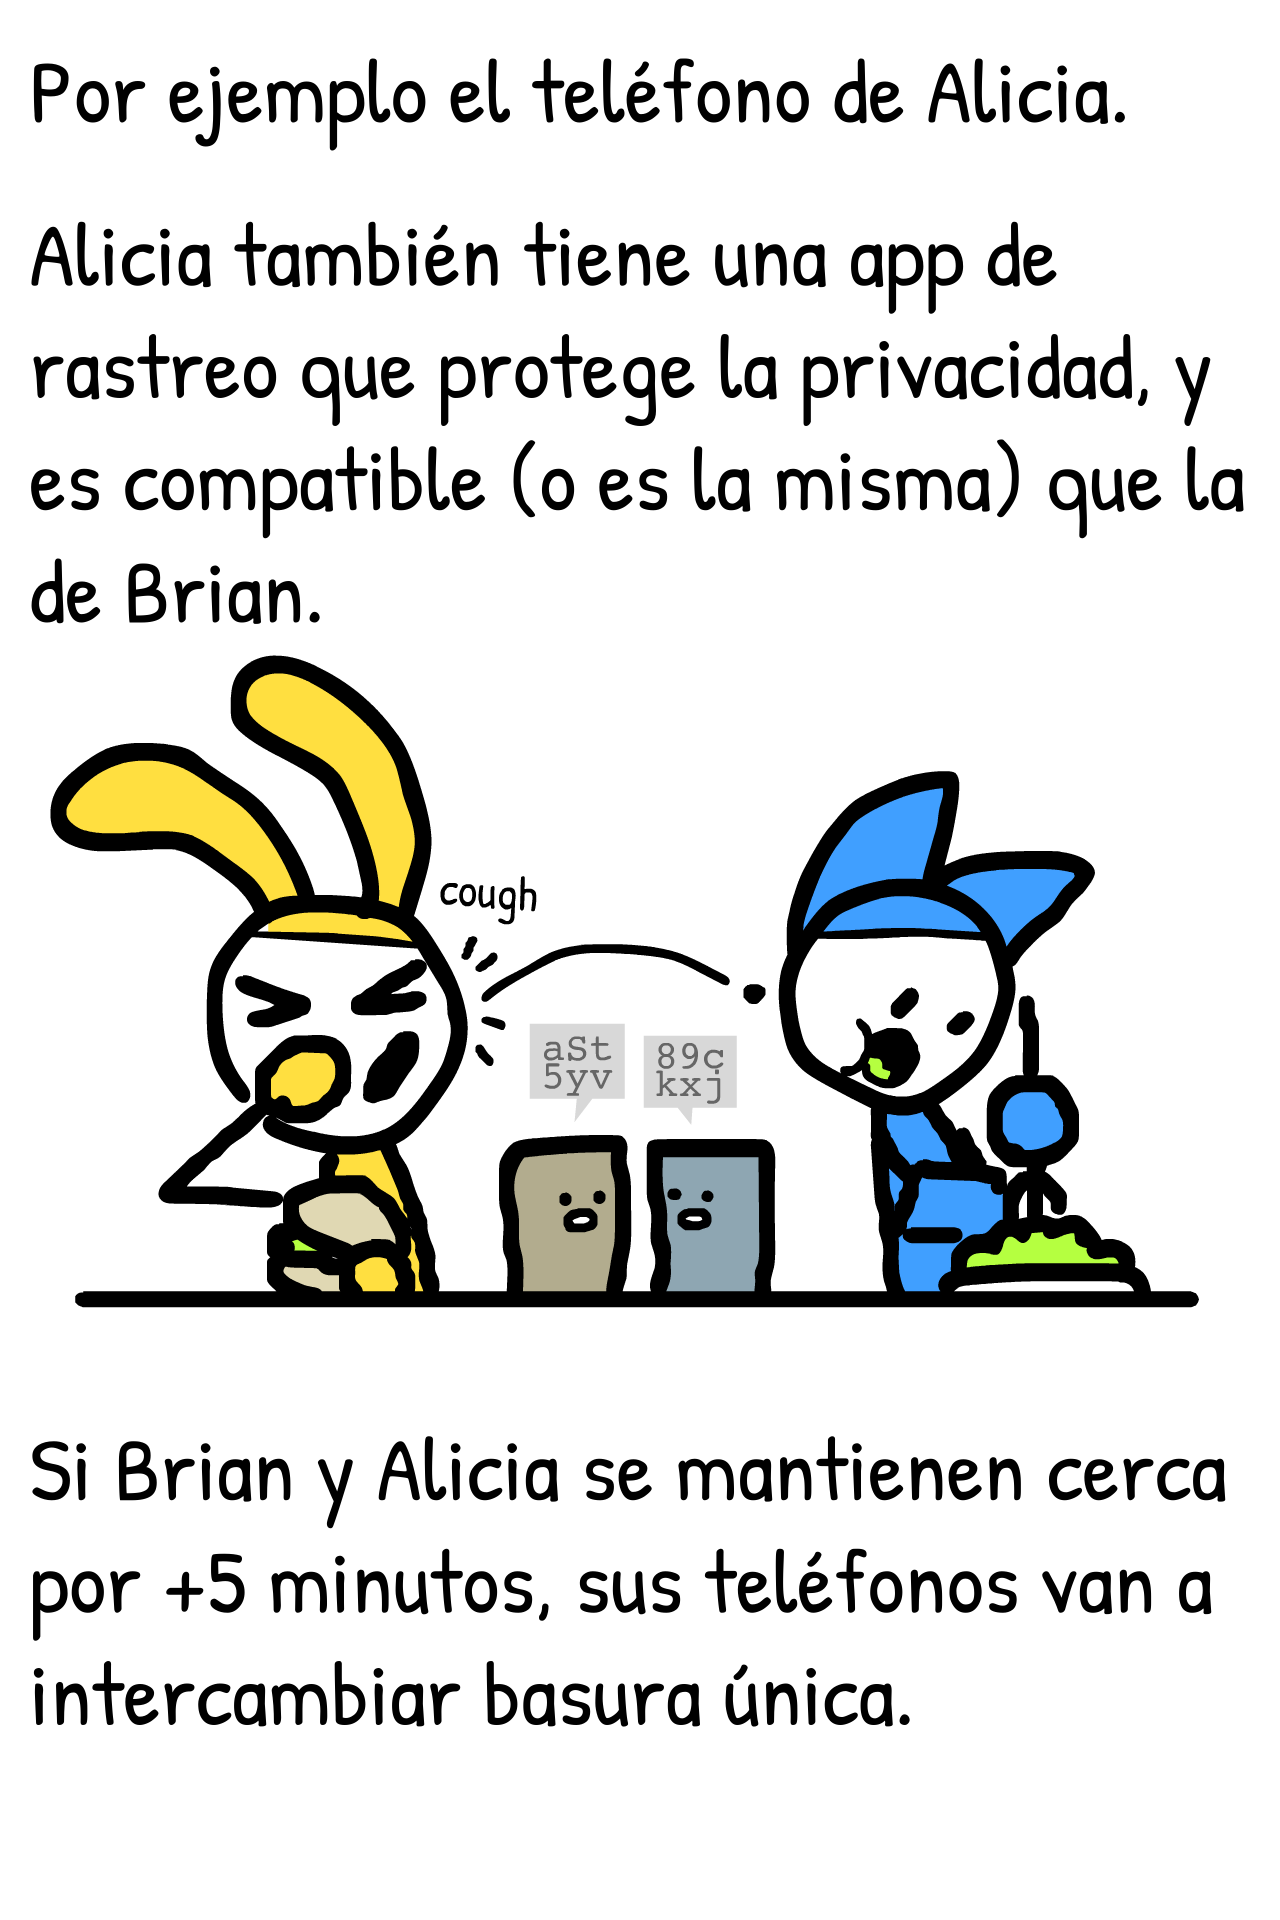 Por ejemplo el teléfono de Alicia.
Alicia también tiene una app de
rastreo que protege la privacidad, y
es compatible (o es la misma) que la
de Brian.
cough
aSt
5yv
89c
kxj
Si Brian y Alicia se mantienen cerca
por +5 minutos, sus teléfonos van a
intercambiar basura única.